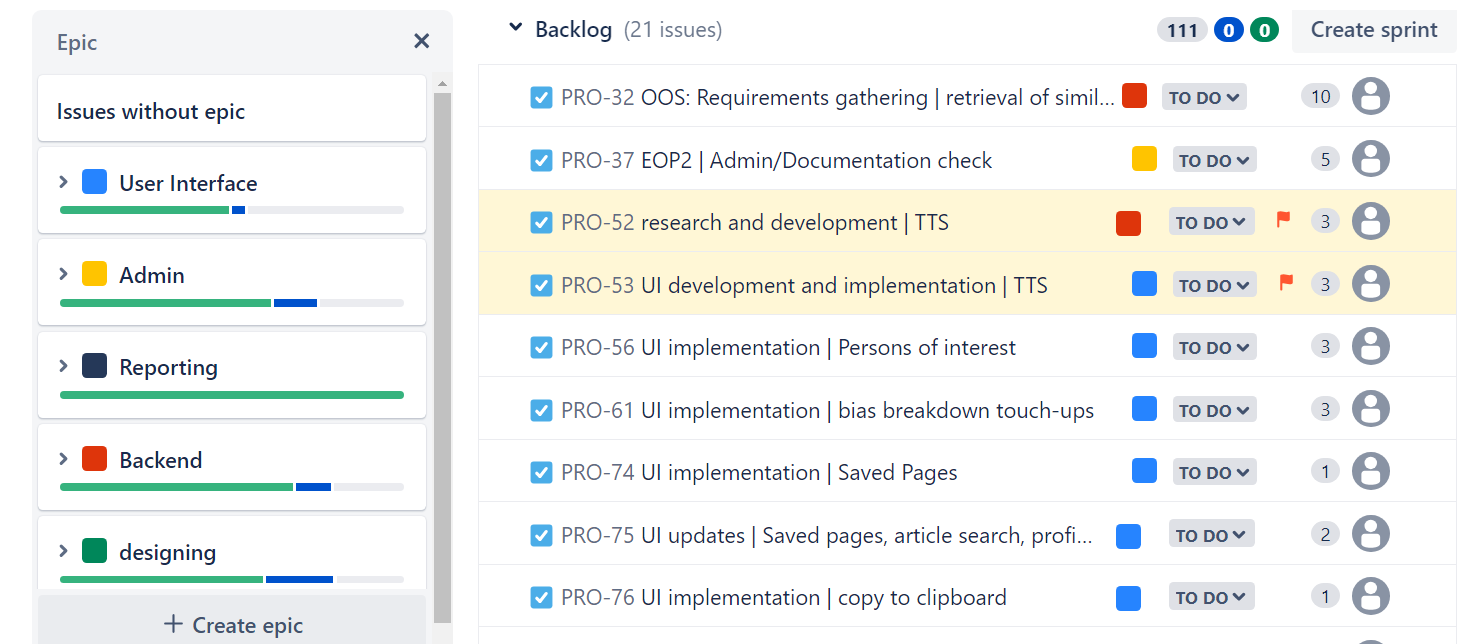 Epic
Issues without epic
User Interface
Admin
Reporting
Backend
designing
+ Create epic
Backlog (21 issues) 111 0 0 Create sprint
PRO-32 OOS: Requirements gathering | retrieval of simil... TO DO 10
PRO-37 EOP2 | Admin/Documentation check TO DO 5
PRO-52 research and development | TTS TO DO 3
PRO-53 UI development and implementation | TTS TO DO 3
PRO-56 UI implementation | Persons of interest TO DO 3
PRO-61 UI implementation | bias breakdown touch-ups TO DO 3
PRO-74 UI implementation | Saved Pages TO DO 1
PRO-75 UI updates | Saved pages, article search, profi... TO DO 2
PRO-76 UI implementation | copy to clipboard TO DO 1